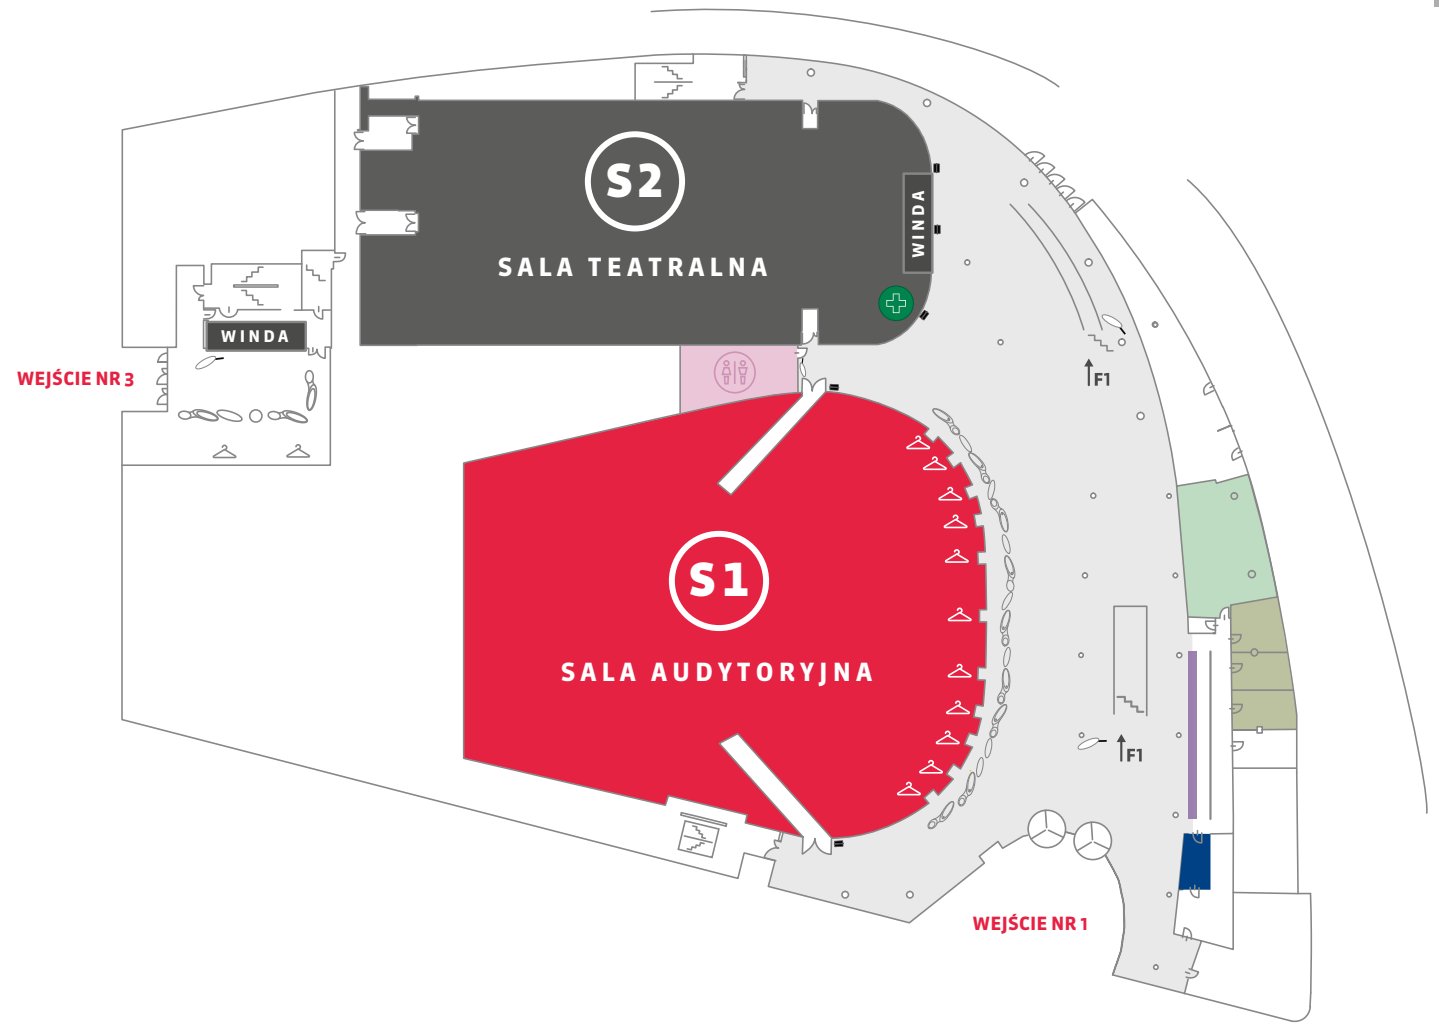 S2
SALA TEATRALNA
WINDA
WINDA
WEJŚCIE NR 3
F1
S1
SALA AUDYTORYJNA
F1
WEJŚCIE NR 1